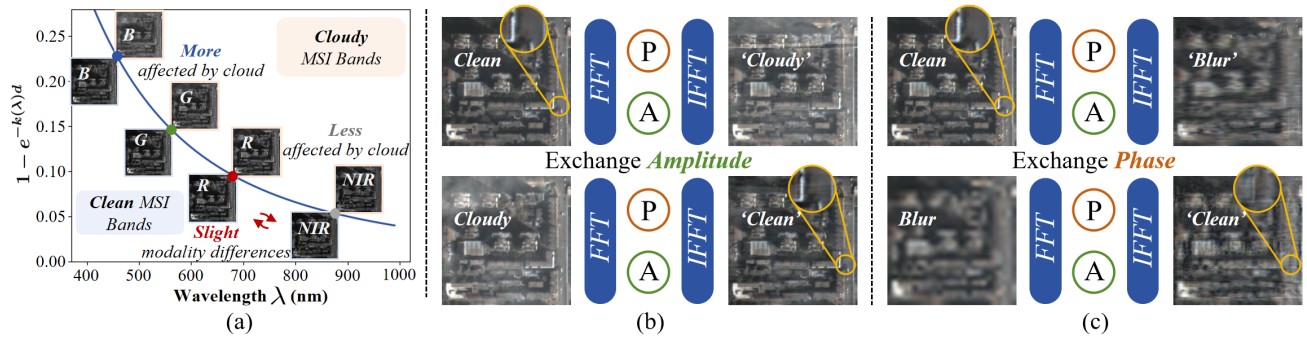 0.25
0.20
0.15
0.10
0.05
0.00
1 − e^{−k(λ)d}
400 500 600 700 800 900 1000
Wavelength λ (nm)
B
B
G
G
R
R
NIR
NIR
More
affected by cloud
Cloudy
MSI Bands
Less
affected by cloud
Clean MSI
Bands
Slight
modality differences
(a)
Clean
FFT
P
A
IFFT
'Cloudy'
Exchange Amplitude
Cloudy
FFT
P
A
IFFT
'Clean'
(b)
Clean
FFT
P
A
IFFT
'Blur'
Exchange Phase
Blur
FFT
P
A
IFFT
'Clean'
(c)